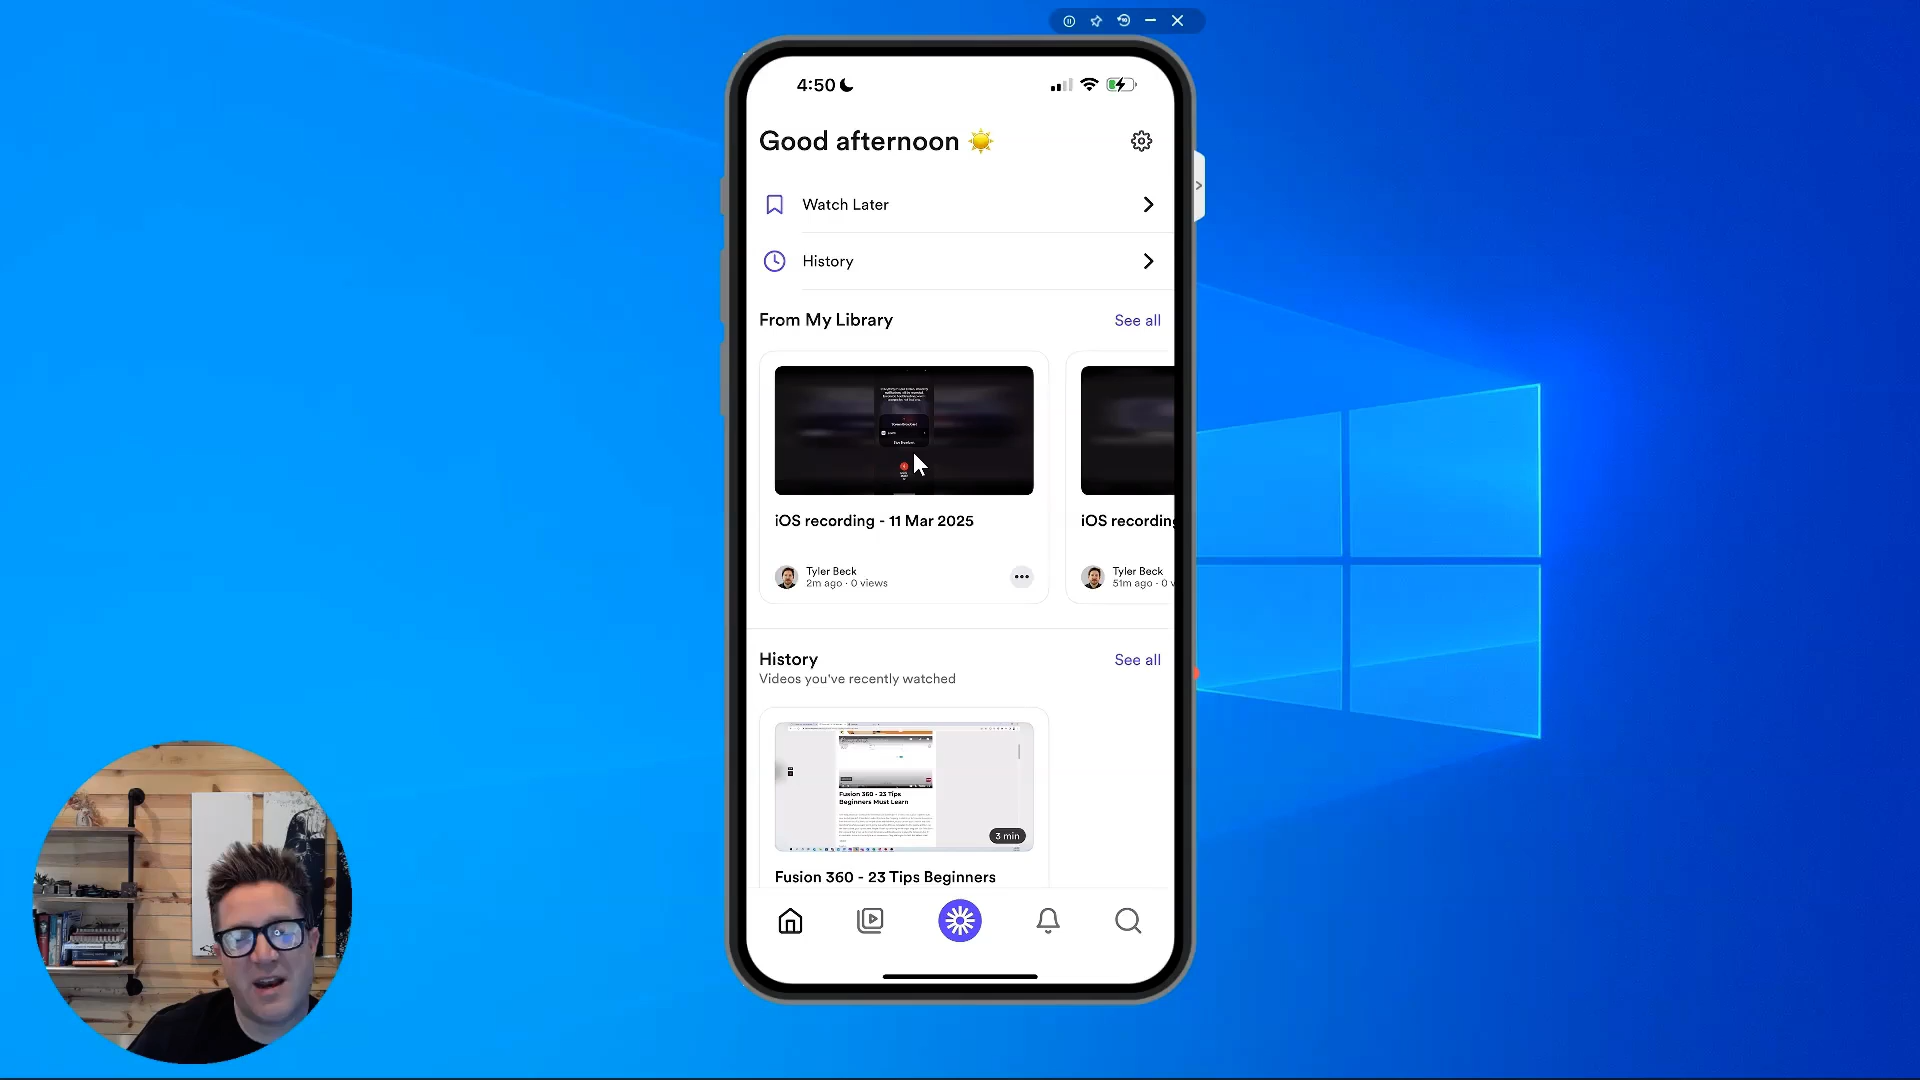 4:50
Good afternoon
Watch Later
History
From My Library
See all
iOS recording - 11 Mar 2025
Tyler Beck
2m ago · 0 views
iOS recording
Tyler Beck
51m ago · 0 v
History
See all
Videos you've recently watched
Fusion 360 - 23 Tips
Beginners Must Learn
3 min
Fusion 360 - 23 Tips Beginners